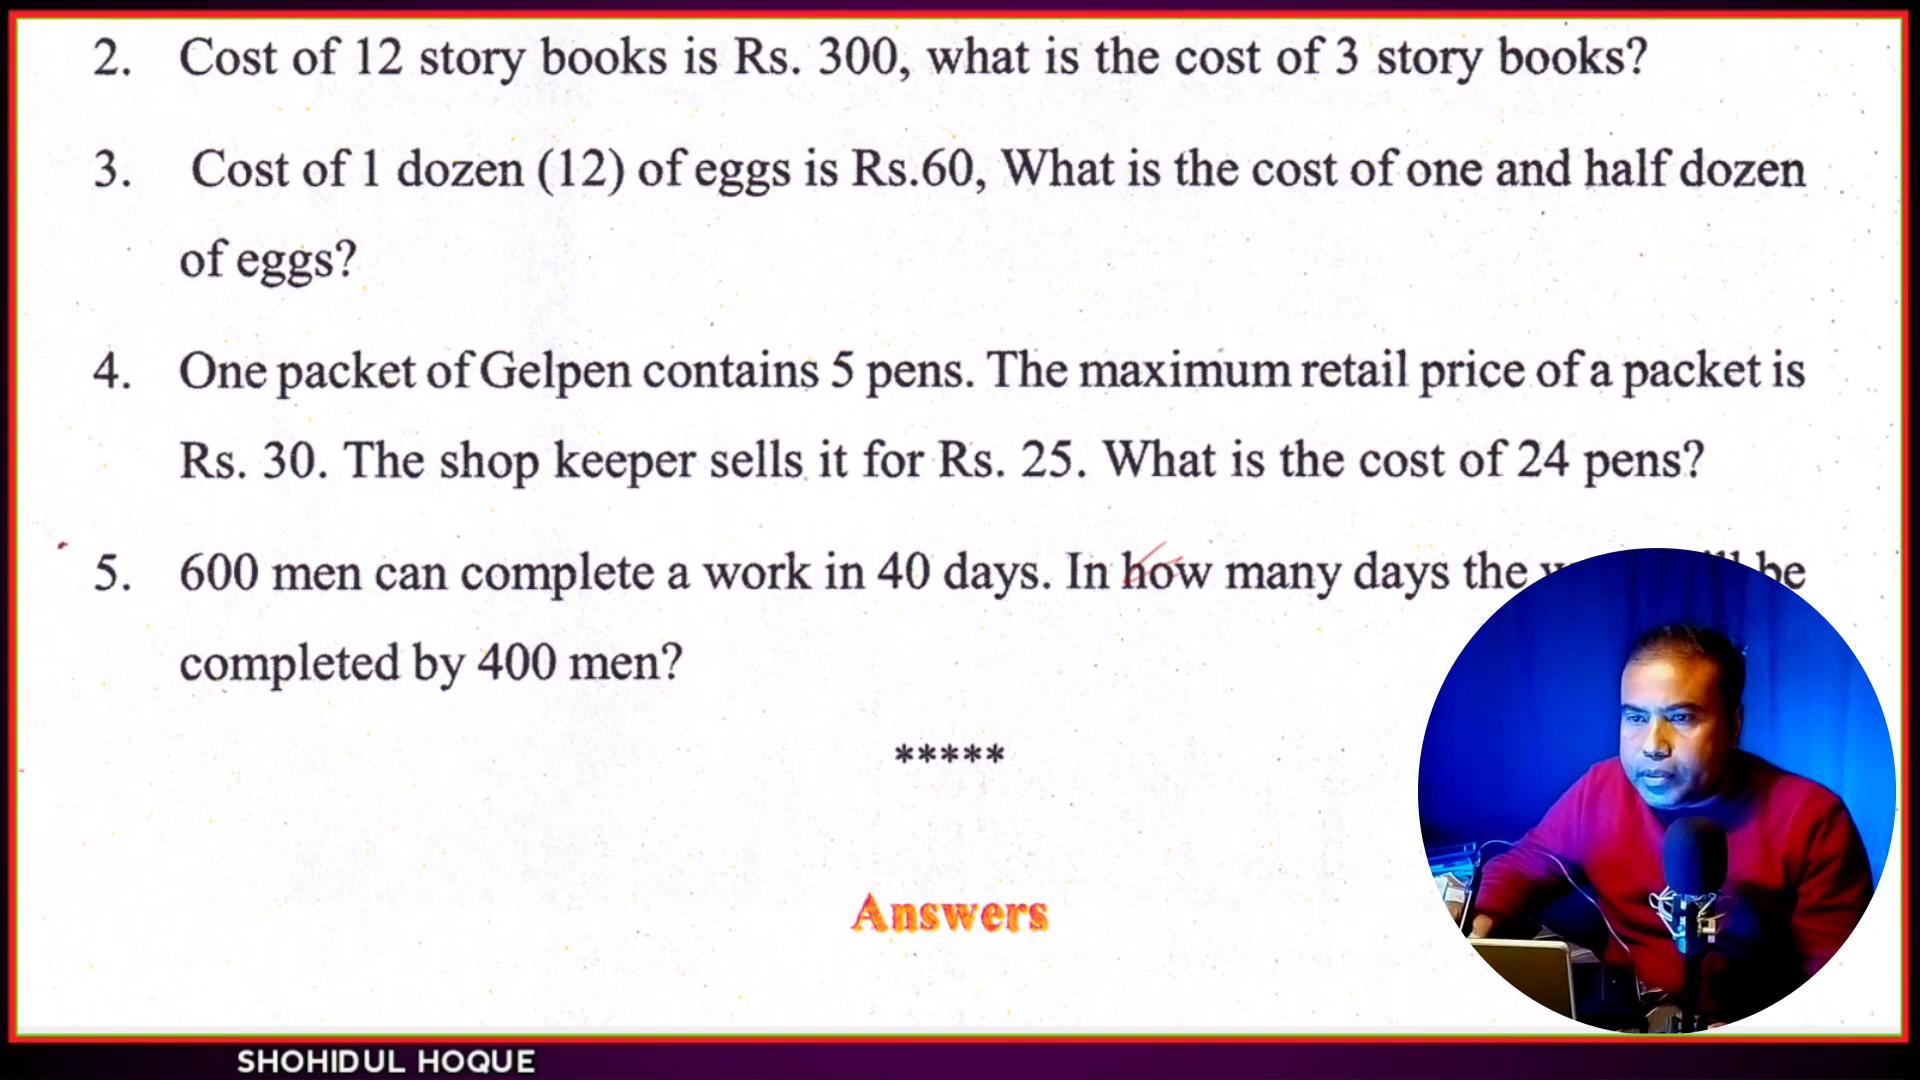 2. Cost of 12 story books is Rs. 300, what is the cost of 3 story books?
3. Cost of 1 dozen (12) of eggs is Rs.60, What is the cost of one and half dozen
of eggs?
4. One packet of Gelpen contains 5 pens. The maximum retail price of a packet is
Rs. 30. The shop keeper sells it for Rs. 25. What is the cost of 24 pens?
5. 600 men can complete a work in 40 days. In how many days the be
completed by 400 men?
*****
Answers
SHOHIDUL HOQUE